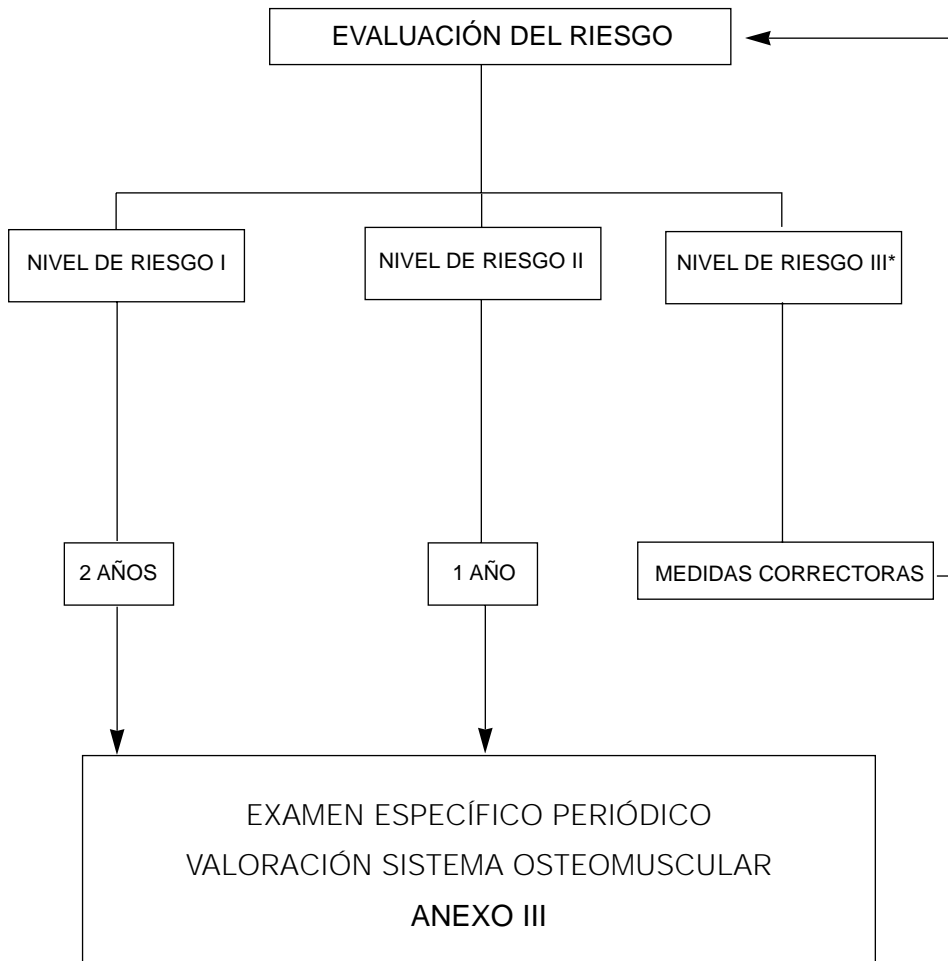 EVALUACIÓN DEL RIESGO
NIVEL DE RIESGO I
NIVEL DE RIESGO II
NIVEL DE RIESGO III*
2 AÑOS
1 AÑO
MEDIDAS CORRECTORAS
EXAMEN ESPECÍFICO PERIÓDICO
VALORACIÓN SISTEMA OSTEOMUSCULAR
ANEXO III